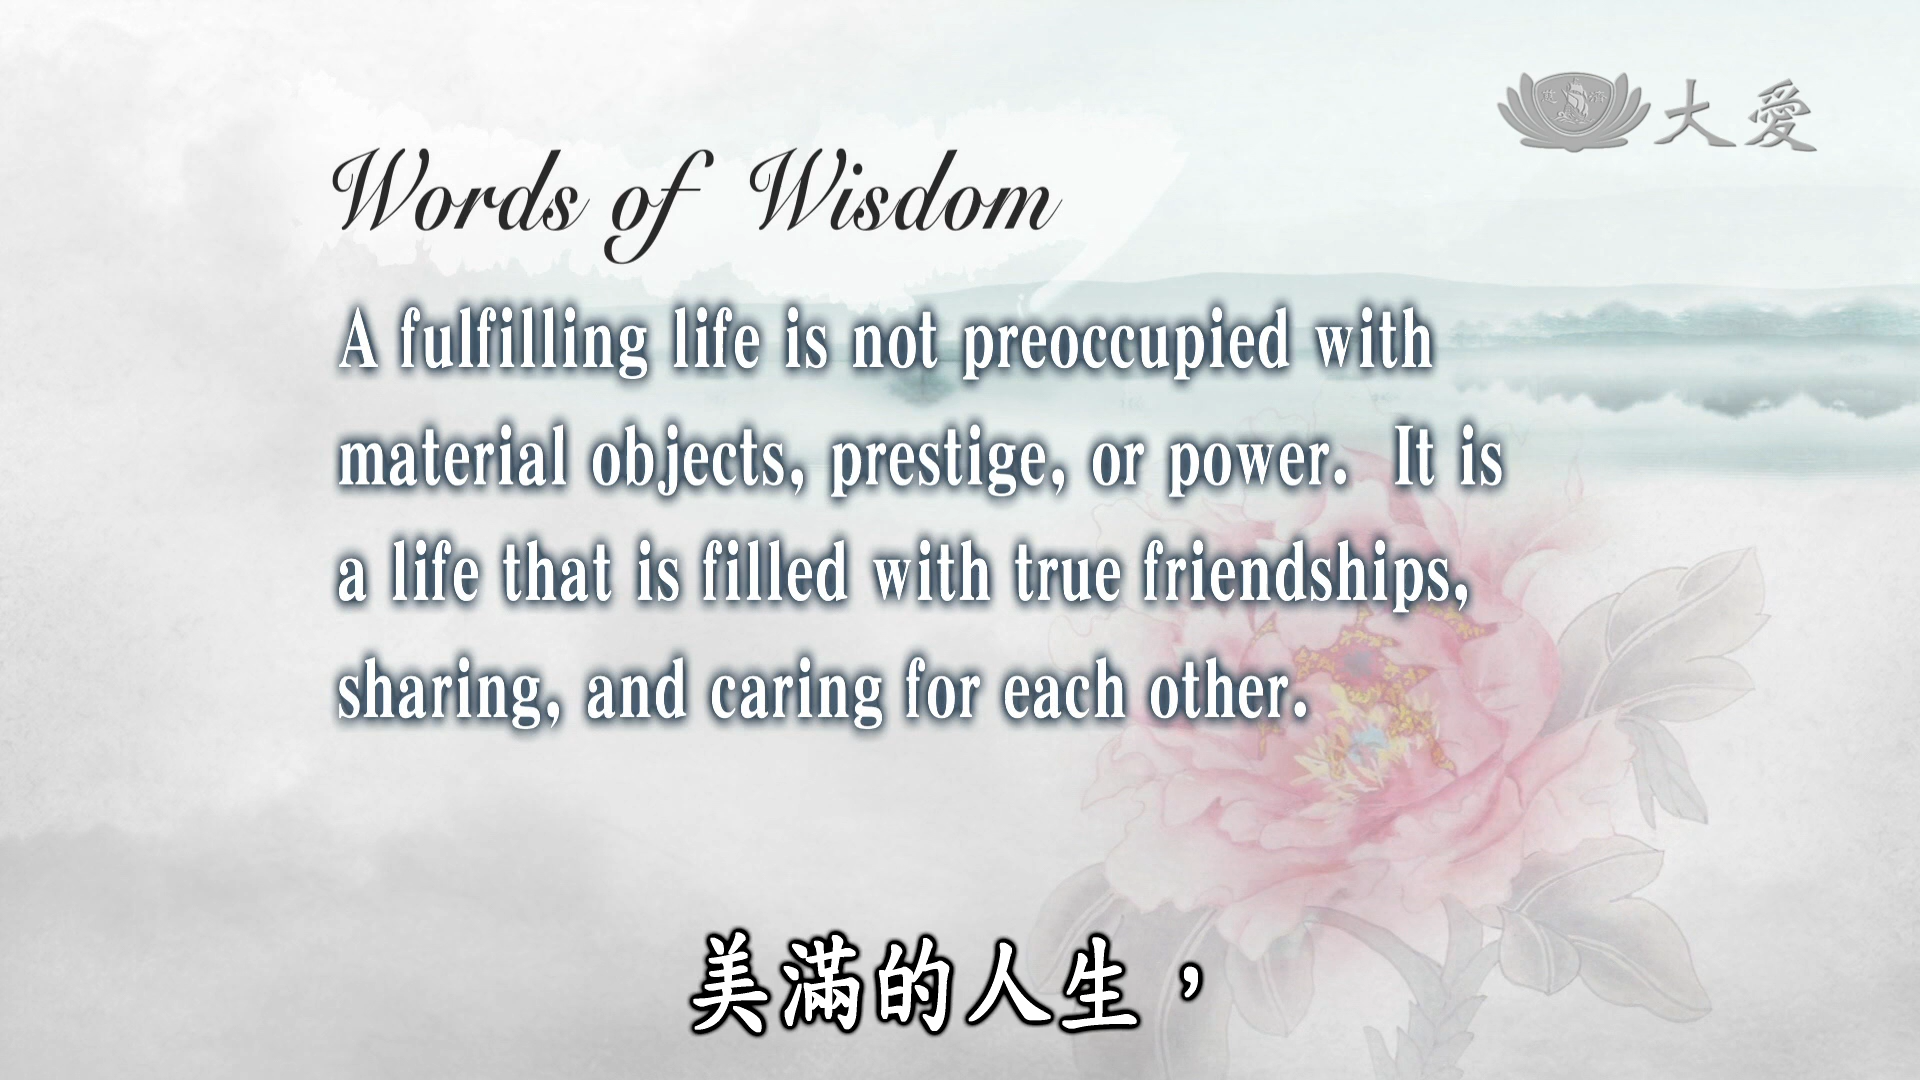 大愛
Words of Wisdom
A fulfilling life is not preoccupied with
material objects, prestige, or power.  It is
a life that is filled with true friendships,
sharing, and caring for each other.
美滿的人生，